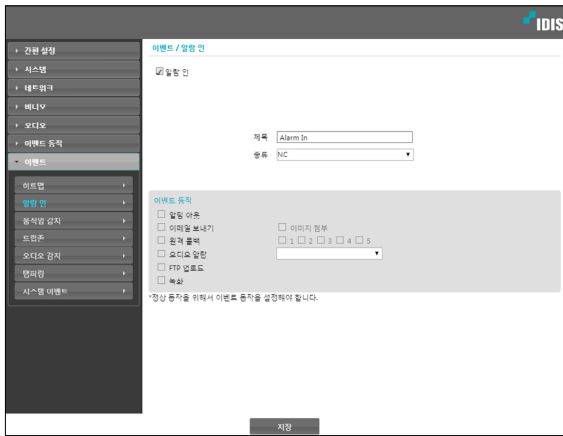 IDIS
간편 설정
시스템
네트워크
비디오
오디오
이벤트 동작
이벤트
히트맵
알람 인
움직임 감지
트립존
오디오 감지
탬퍼링
시스템 이벤트
이벤트 / 알람 인
알람 인
제목 Alarm In
종류 NC
이벤트 동작
알람 아웃
이메일 보내기 이미지 첨부
원격 콜백 1 2 3 4 5
오디오 알람
FTP 업로드
녹화
*정상 동작을 위해서 이벤트 동작을 설정해야 합니다.
저장